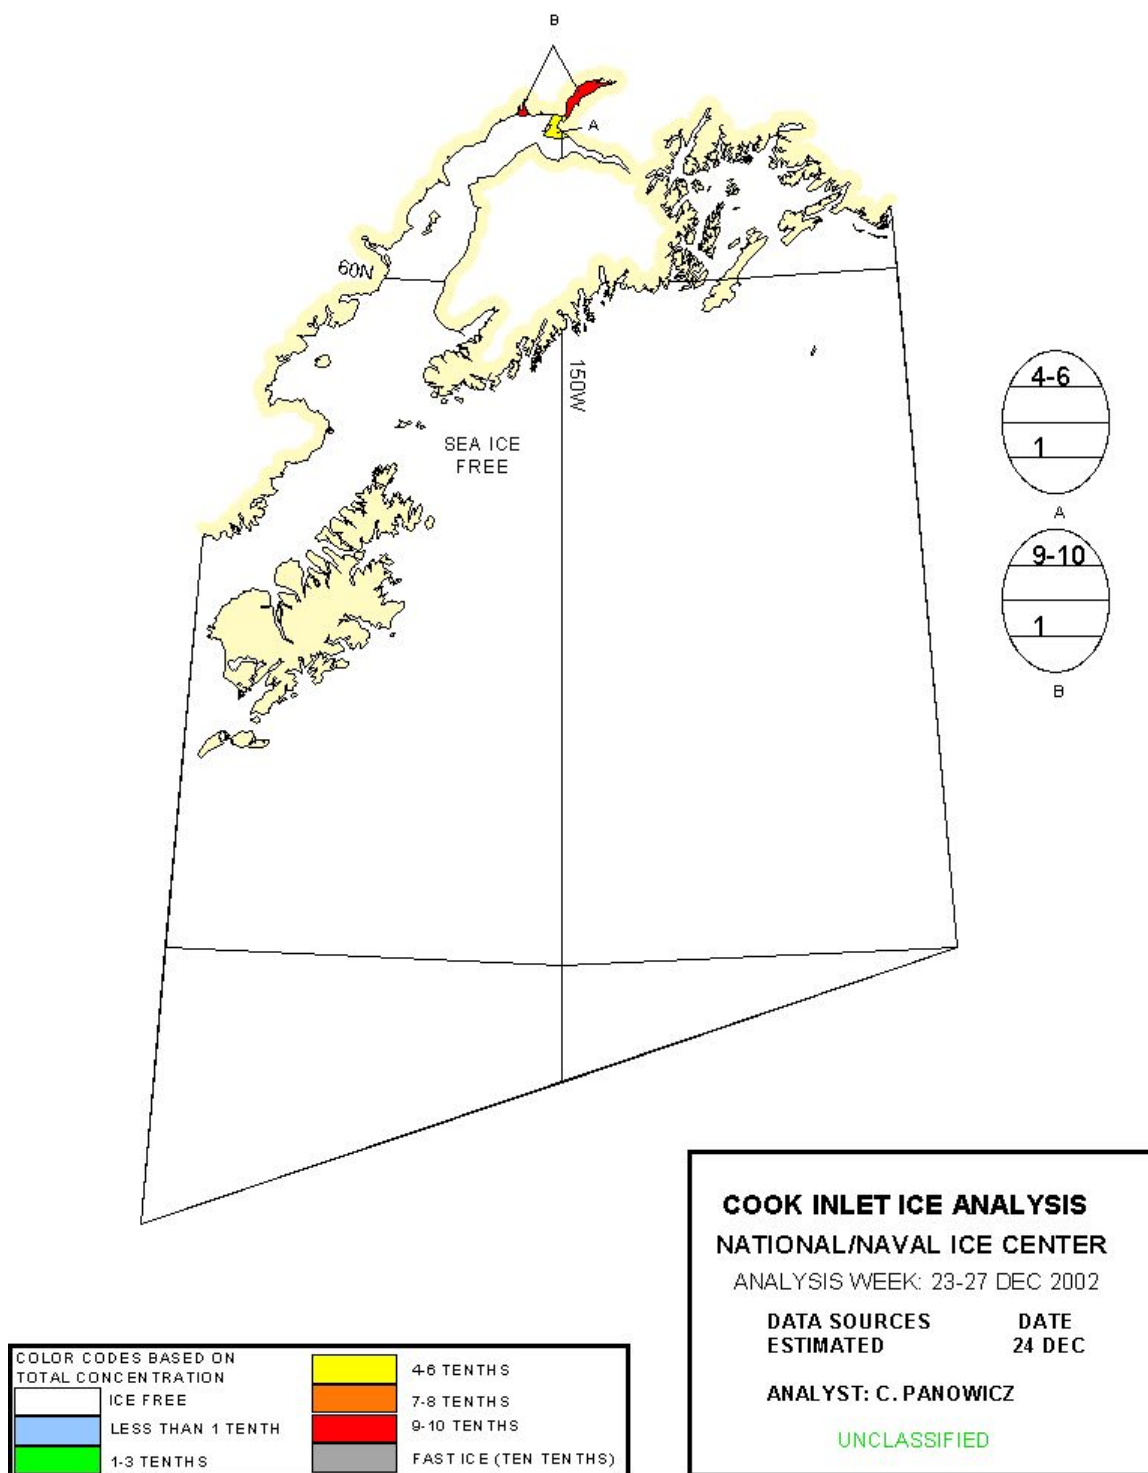 B
A
60N
150W
SEA ICE
FREE
4-6
1
A
9-10
1
B
COOK INLET ICE ANALYSIS
NATIONAL/NAVAL ICE CENTER
ANALYSIS WEEK: 23-27 DEC 2002
DATA SOURCES DATE
ESTIMATED 24 DEC
ANALYST: C. PANOWICZ
UNCLASSIFIED
COLOR CODES BASED ON
TOTAL CONCENTRATION
ICE FREE
LESS THAN 1 TENTH
1-3 TENTHS
4-6 TENTHS
7-8 TENTHS
9-10 TENTHS
FAST ICE (TEN TENTHS)